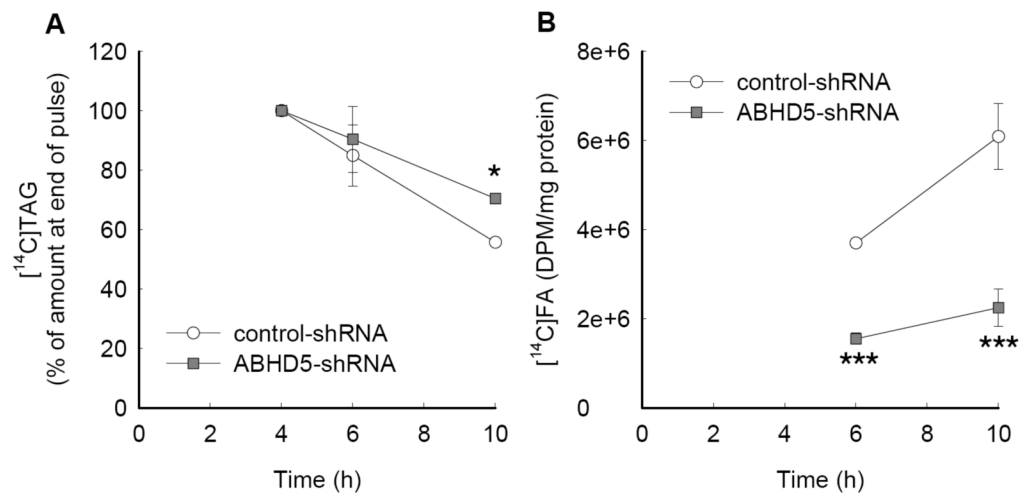 A
[¹⁴C]TAG
(% of amount at end of pulse)
120
100
80
60
40
20
0
*
control-shRNA
ABHD5-shRNA
0 2 4 6 8 10
Time (h)
B
[¹⁴C]FA (DPM/mg protein)
8e+6
6e+6
4e+6
2e+6
0
control-shRNA
ABHD5-shRNA
***
***
0 2 4 6 8 10
Time (h)